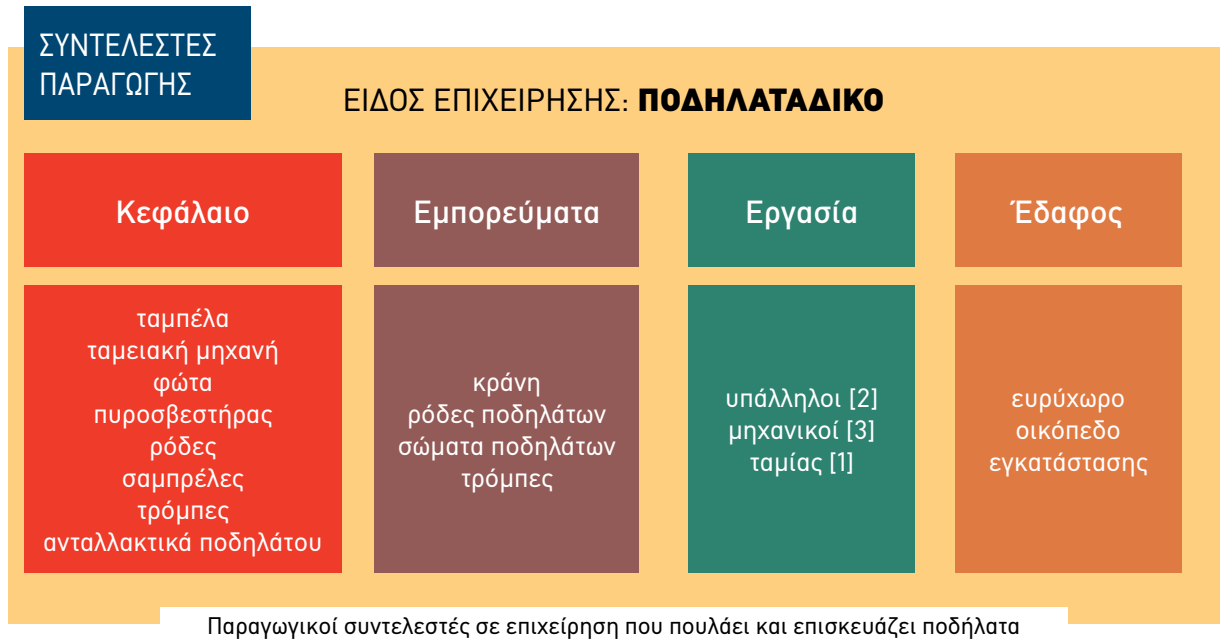 ΣΥΝΤΕΛΕΣΤΕΣ
ΠΑΡΑΓΩΓΗΣ
ΕΙΔΟΣ ΕΠΙΧΕΙΡΗΣΗΣ: ΠΟΔΗΛΑΤΑΔΙΚΟ
Κεφάλαιο
ταμπέλα
ταμειακή μηχανή
φώτα
πυροσβεστήρας
ρόδες
σαμπρέλες
τρόμπες
ανταλλακτικά ποδηλάτου
Εμπορεύματα
κράνη
ρόδες ποδηλάτων
σώματα ποδηλάτων
τρόμπες
Εργασία
υπάλληλοι [2]
μηχανικοί [3]
ταμίας [1]
Έδαφος
ευρύχωρο
οικόπεδο
εγκατάστασης
Παραγωγικοί συντελεστές σε επιχείρηση που πουλάει και επισκευάζει ποδήλατα